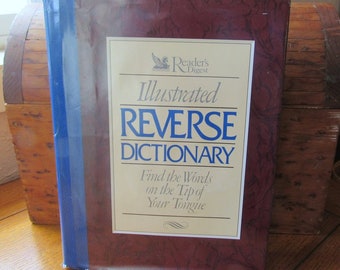 Reader's
Digest
Illustrated
REVERSE
DICTIONARY
Find the Words
on the Tip of
Your Tongue